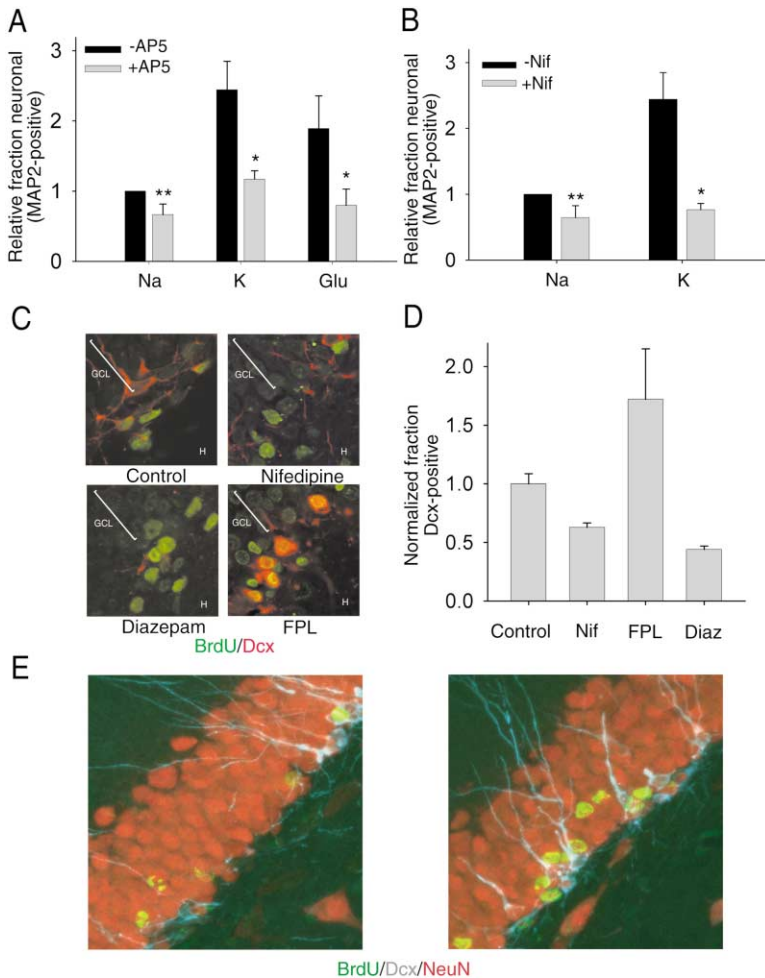 A
Relative fraction neuronal
(MAP2-positive)
3
2
1
0
-AP5
+AP5
**
*
*
Na
K
Glu
B
Relative fraction neuronal
(MAP2-positive)
3
2
1
0
-Nif
+Nif
**
*
Na
K
C
GCL
H
Control
GCL
H
Nifedipine
GCL
H
Diazepam
GCL
H
FPL
BrdU/Dcx
D
Normalized fraction
Dcx-positive
2.0
1.5
1.0
0.5
0.0
Control
Nif
FPL
Diaz
E
BrdU/Dcx/NeuN